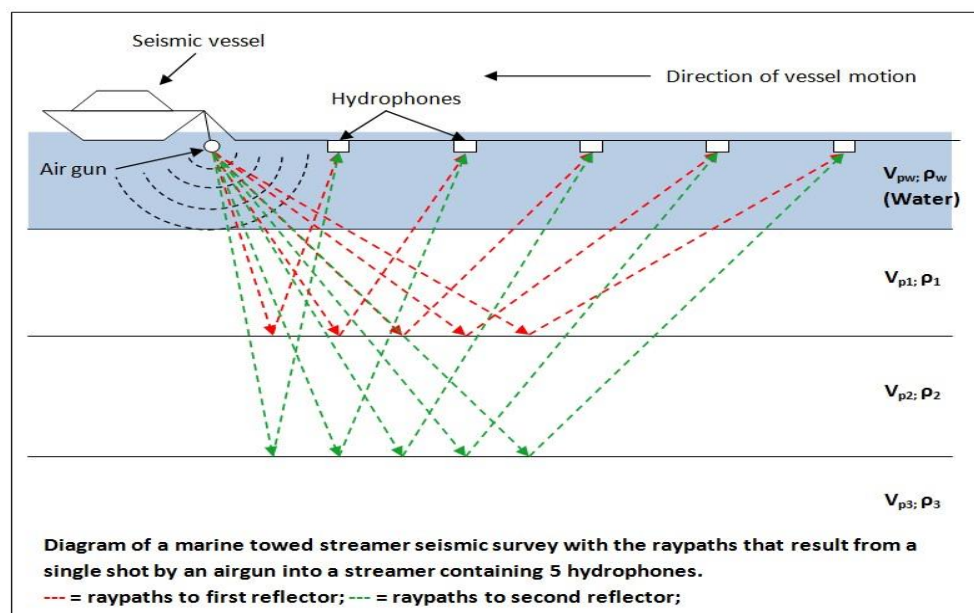 Seismic vessel
Direction of vessel motion
Hydrophones
Air gun
Vpw; ρw
(Water)
Vp1; ρ1
Vp2; ρ2
Vp3; ρ3
Diagram of a marine towed streamer seismic survey with the raypaths that result from a
single shot by an airgun into a streamer containing 5 hydrophones.
--- = raypaths to first reflector; --- = raypaths to second reflector;